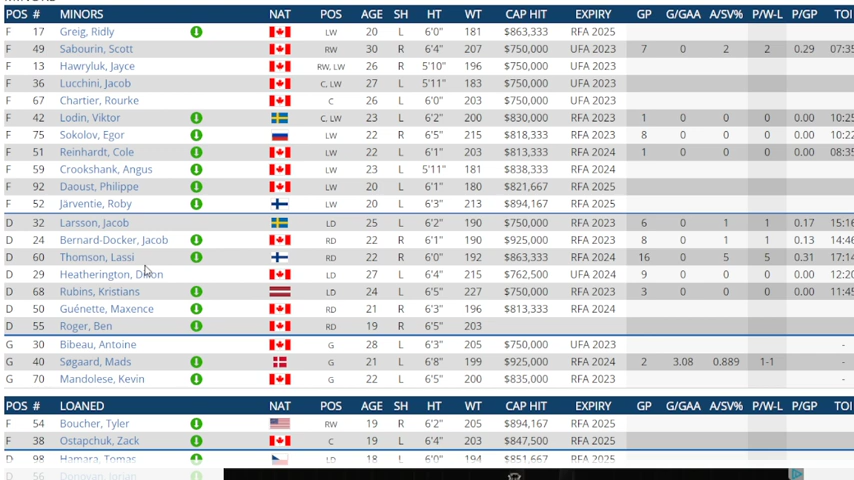 POS # MINORS NAT POS AGE SH HT WT CAP HIT EXPIRY GP G/GAA A/SV% P/W-L P/GP TOI
F 17 Greig, Ridly LW 20 L 6'0" 181 $863,333 RFA 2025
F 49 Sabourin, Scott RW 30 R 6'4" 207 $750,000 UFA 2023 7 0 2 2 0.29 07:35
F 13 Hawryluk, Jayce RW, LW 26 R 5'10" 196 $750,000 UFA 2023
F 36 Lucchini, Jacob C, LW 27 L 5'11" 183 $750,000 UFA 2023
F 67 Chartier, Rourke C 26 L 6'0" 203 $750,000 UFA 2023
F 42 Lodin, Viktor C, LW 23 L 6'2" 200 $830,000 RFA 2023 1 0 0 0 0.00 10:25
F 75 Sokolov, Egor LW 22 R 6'5" 215 $818,333 RFA 2023 8 0 0 0 0.00 10:22
F 51 Reinhardt, Cole LW 22 L 6'1" 203 $813,333 RFA 2024 1 0 0 0 0.00 08:35
F 59 Crookshank, Angus LW 23 L 5'11" 181 $838,333 RFA 2024
F 92 Daoust, Philippe LW 20 L 6'1" 180 $821,667 RFA 2025
F 52 Järventie, Roby LW 20 L 6'3" 213 $894,167 RFA 2025
D 32 Larsson, Jacob LD 25 L 6'2" 190 $750,000 RFA 2023 6 0 1 1 0.17 15:16
D 24 Bernard-Docker, Jacob RD 22 R 6'1" 190 $925,000 RFA 2023 8 0 1 1 0.13 14:46
D 60 Thomson, Lassi RD 22 R 6'0" 192 $863,333 RFA 2024 16 0 5 5 0.31 17:14
D 29 Heatherington, Dillon LD 27 L 6'4" 215 $762,500 UFA 2023 9 0 0 0 0.00 12:20
D 68 Rubins, Kristians LD 24 L 6'5" 227 $750,000 RFA 2023 3 0 0 0 0.00 11:45
D 50 Guénette, Maxence RD 21 R 6'3" 196 $813,333 RFA 2024
D 55 Roger, Ben RD 19 R 6'5" 203
G 30 Bibeau, Antoine G 28 L 6'3" 205 $750,000 UFA 2023 -
G 40 Søgaard, Mads G 21 L 6'8" 199 $925,000 RFA 2024 2 3.08 0.889 1-1 -
G 70 Mandolese, Kevin G 22 L 6'5" 200 $835,000 RFA 2023 -
POS # LOANED NAT POS AGE SH HT WT CAP HIT EXPIRY GP G/GAA A/SV% P/W-L P/GP TOI
F 54 Boucher, Tyler RW 19 R 6'2" 205 $894,167 RFA 2025
F 38 Ostapchuk, Zack C 19 L 6'4" 203 $847,500 RFA 2025
D 98 Hamara, Tomas LD 18 L 6'0" 194 $851,667 RFA 2025
D 56 Donovan, Jorian